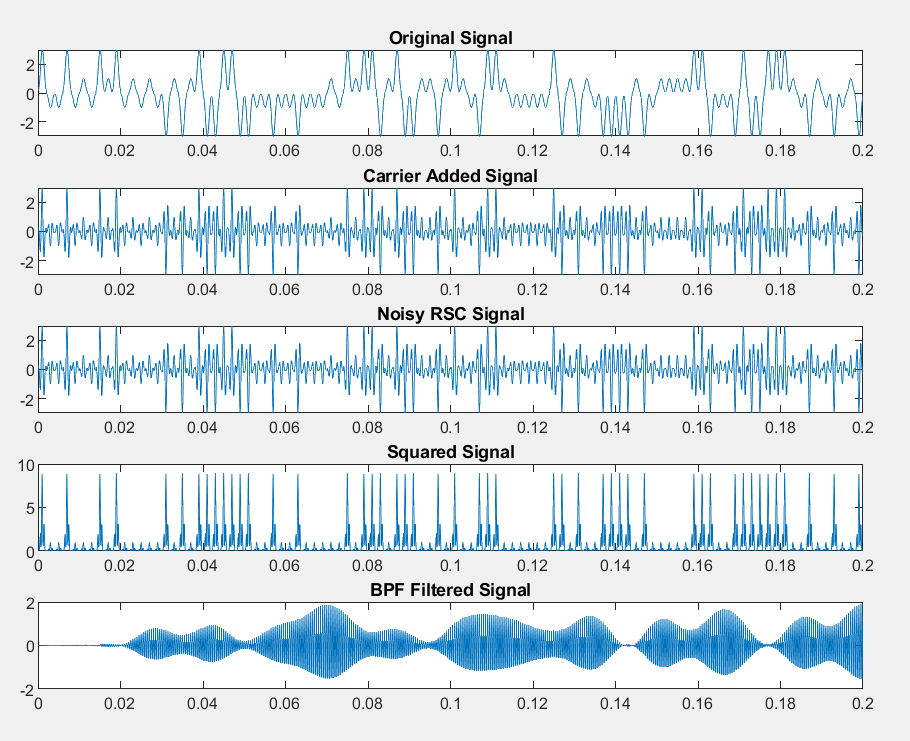 Original Signal
2
0
-2
0 0.02 0.04 0.06 0.08 0.1 0.12 0.14 0.16 0.18 0.2
Carrier Added Signal
2
0
-2
0 0.02 0.04 0.06 0.08 0.1 0.12 0.14 0.16 0.18 0.2
Noisy RSC Signal
2
0
-2
0 0.02 0.04 0.06 0.08 0.1 0.12 0.14 0.16 0.18 0.2
Squared Signal
10
5
0
0 0.02 0.04 0.06 0.08 0.1 0.12 0.14 0.16 0.18 0.2
BPF Filtered Signal
2
0
-2
0 0.02 0.04 0.06 0.08 0.1 0.12 0.14 0.16 0.18 0.2